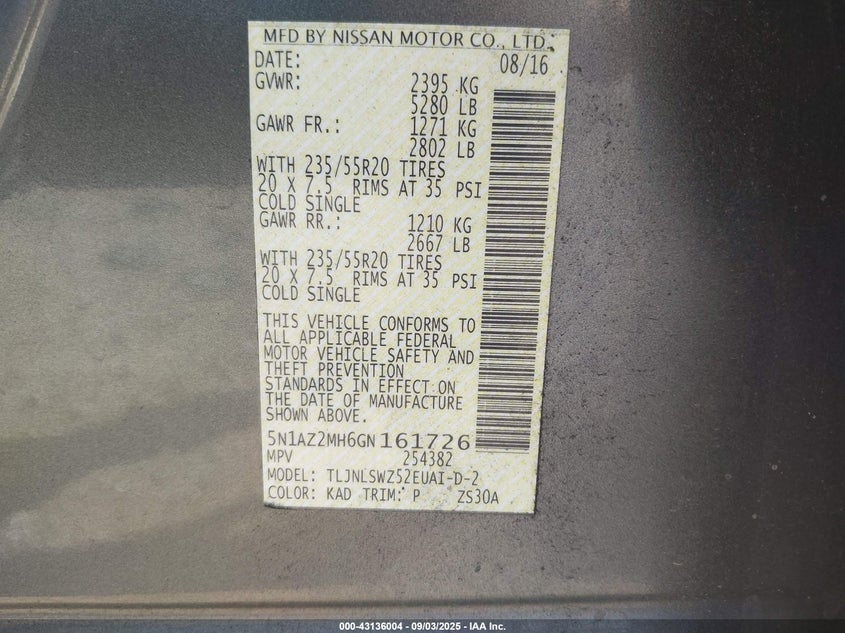 MFD BY NISSAN MOTOR CO., LTD.
DATE: 08/16
GVWR: 2395 KG
5280 LB
GAWR FR.: 1271 KG
2802 LB
WITH 235/55R20 TIRES
20 X 7.5 RIMS AT 35 PSI
COLD SINGLE
GAWR RR.: 1210 KG
2667 LB
WITH 235/55R20 TIRES
20 X 7.5 RIMS AT 35 PSI
COLD SINGLE
THIS VEHICLE CONFORMS TO
ALL APPLICABLE FEDERAL
MOTOR VEHICLE SAFETY AND
THEFT PREVENTION
STANDARDS IN EFFECT ON
THE DATE OF MANUFACTURE
SHOWN ABOVE.
5N1AZ2MH6GN161726
MPV 254382
MODEL: TLJNLSWZ52EUAI-D-2
COLOR: KAD TRIM: P ZS30A
000-43136004 - 09/03/2025 - IAA Inc.